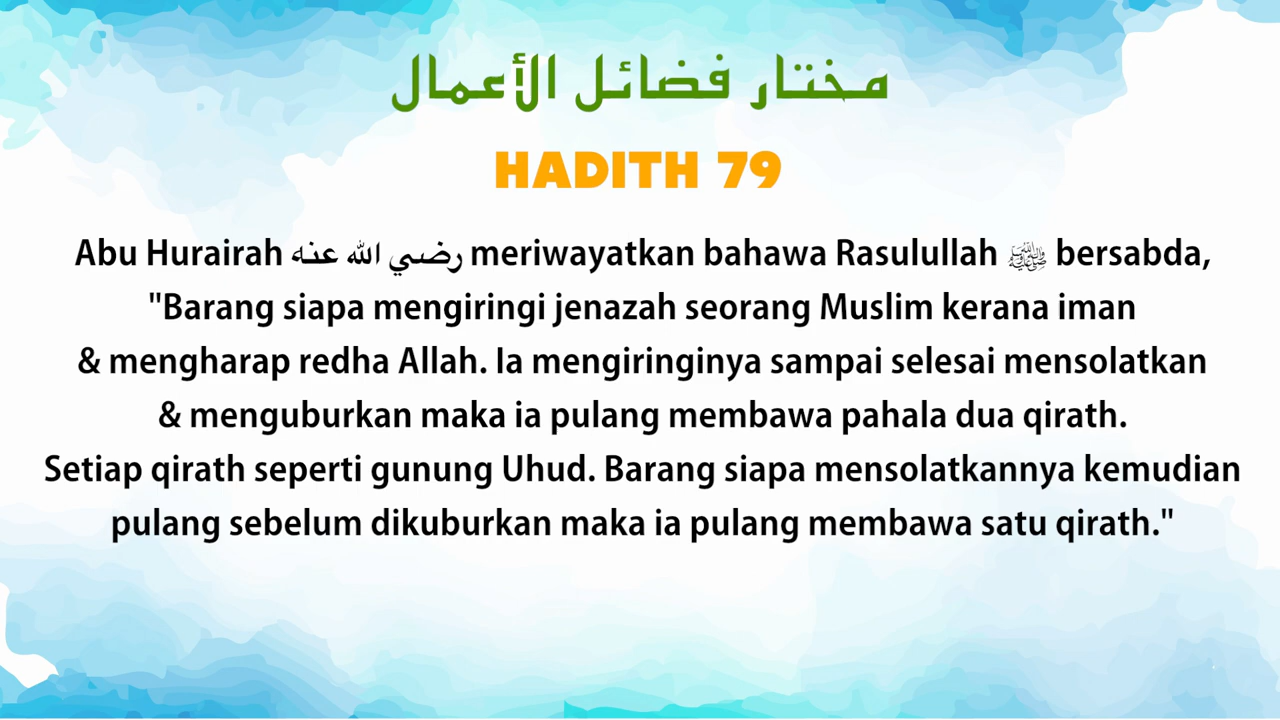 مختار فضائل الأعمال
HADITH 79
Abu Hurairah رضي الله عنه meriwayatkan bahawa Rasulullah ﷺ bersabda,
"Barang siapa mengiringi jenazah seorang Muslim kerana iman
& mengharap redha Allah. Ia mengiringinya sampai selesai mensolatkan
& menguburkan maka ia pulang membawa pahala dua qirath.
Setiap qirath seperti gunung Uhud. Barang siapa mensolatkannya kemudian
pulang sebelum dikuburkan maka ia pulang membawa satu qirath."